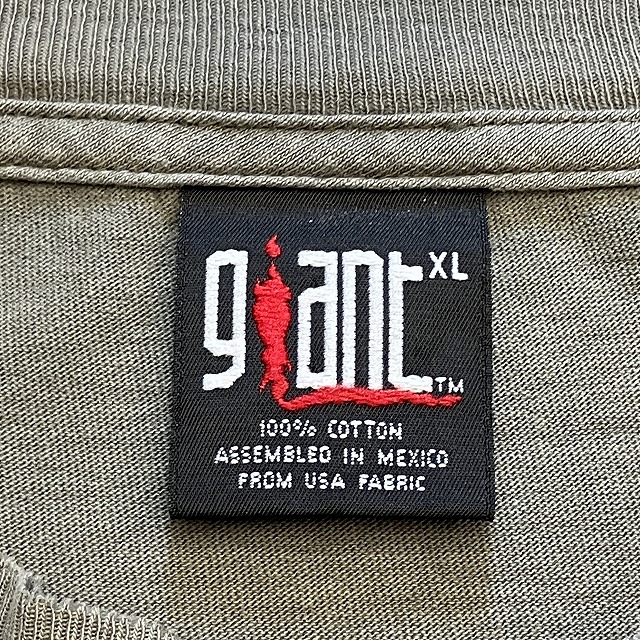 giant XL
TM
100% COTTON
ASSEMBLED IN MEXICO
FROM USA FABRIC